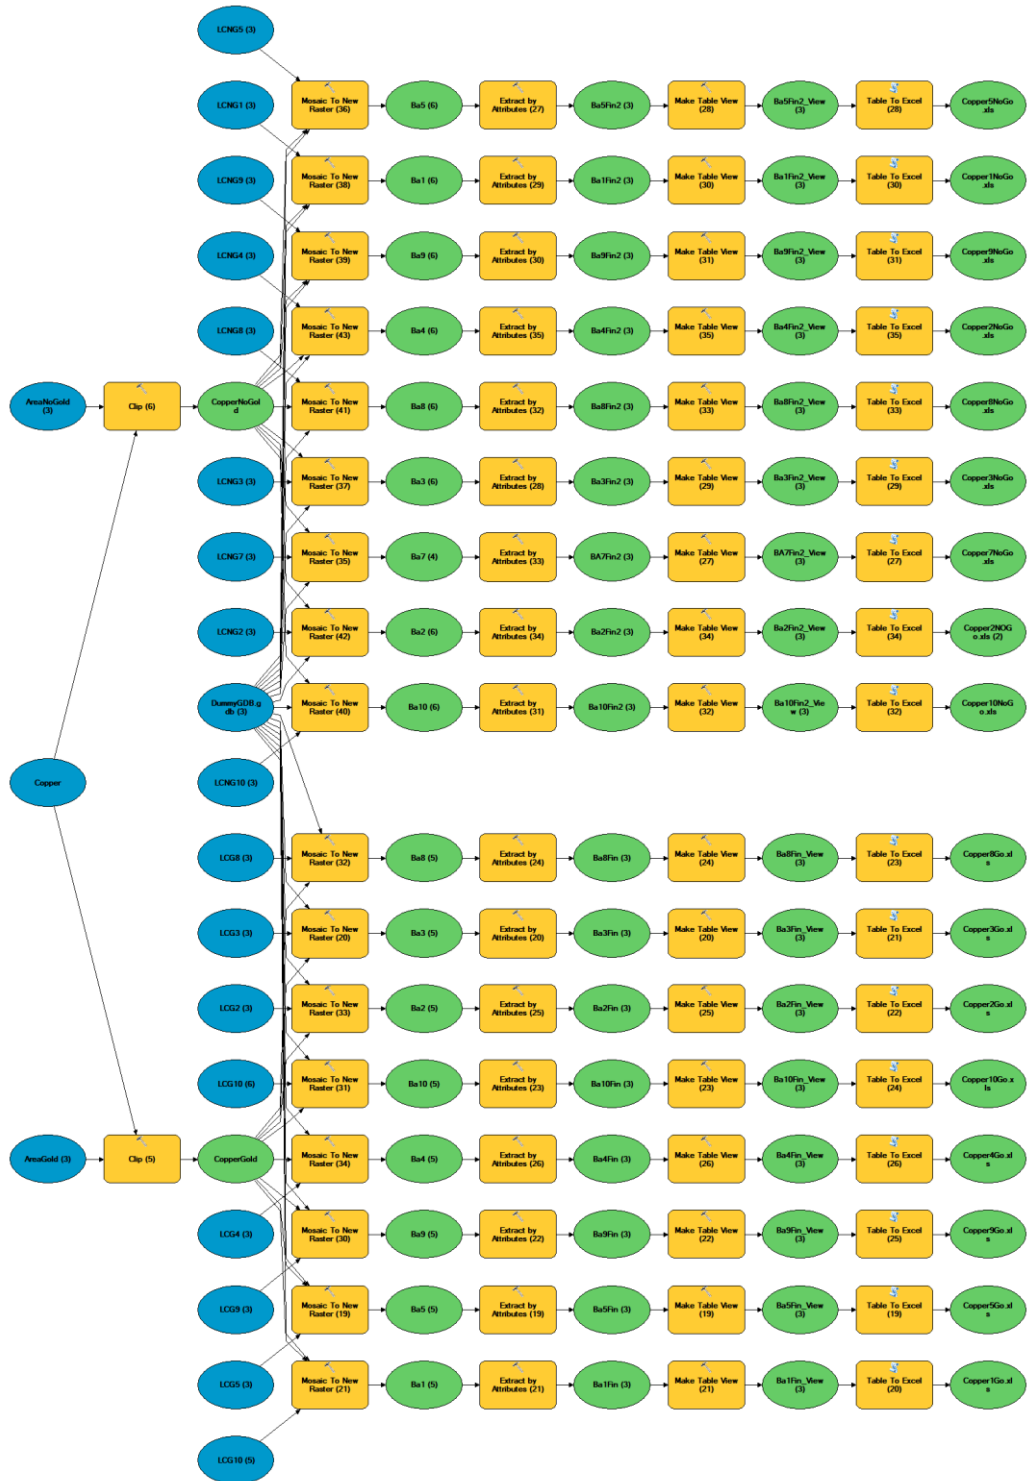 LCNG5 (3)
LCNG1 (3)
Mosaic To New
Raster (36)
Ba5 (6)
Extract by
Attributes (27)
Ba5Fin2 (3)
Make Table View
(28)
Ba5Fin2_View
(3)
Table To Excel
(28)
Copper5NoGo
.xls
LCNG9 (3)
Mosaic To New
Raster (38)
Ba1 (6)
Extract by
Attributes (29)
Ba1Fin2 (3)
Make Table View
(30)
Ba1Fin2_View
(3)
Table To Excel
(30)
Copper1NoGo
.xls
LCNG4 (3)
Mosaic To New
Raster (39)
Ba9 (6)
Extract by
Attributes (30)
Ba9Fin2 (3)
Make Table View
(31)
Ba9Fin2_View
(3)
Table To Excel
(31)
Copper9NoGo
.xls
LCNG8 (3)
Mosaic To New
Raster (43)
Ba4 (6)
Extract by
Attributes (35)
Ba4Fin2 (3)
Make Table View
(35)
Ba4Fin2_View
(3)
Table To Excel
(35)
Copper2NoGo
.xls
AreaNoGold
(3)
Clip (6)
CopperNoGol
d
Mosaic To New
Raster (41)
Ba8 (6)
Extract by
Attributes (32)
Ba8Fin2 (3)
Make Table View
(33)
Ba8Fin2_View
(3)
Table To Excel
(33)
Copper8NoGo
.xls
LCNG3 (3)
Mosaic To New
Raster (37)
Ba3 (6)
Extract by
Attributes (28)
Ba3Fin2 (3)
Make Table View
(29)
Ba3Fin2_View
(3)
Table To Excel
(29)
Copper3NoGo
.xls
LCNG7 (3)
Mosaic To New
Raster (35)
Ba7 (4)
Extract by
Attributes (33)
BA7Fin2 (3)
Make Table View
(27)
BA7Fin2_View
(3)
Table To Excel
(27)
Copper7NoGo
.xls
LCNG2 (3)
Mosaic To New
Raster (42)
Ba2 (6)
Extract by
Attributes (34)
Ba2Fin2 (3)
Make Table View
(34)
Ba2Fin2_View
(3)
Table To Excel
(34)
Copper2NOG
o.xls (2)
DummyGDB.g
db (3)
Mosaic To New
Raster (40)
Ba10 (6)
Extract by
Attributes (31)
Ba10Fin2 (3)
Make Table View
(32)
Ba10Fin2_Vie
w (3)
Table To Excel
(32)
Copper10NoG
o.xls
Copper
LCNG10 (3)
LCG8 (3)
Mosaic To New
Raster (32)
Ba8 (5)
Extract by
Attributes (24)
Ba8Fin (3)
Make Table View
(24)
Ba8Fin_View
(3)
Table To Excel
(23)
Copper8Go.xl
s
LCG3 (3)
Mosaic To New
Raster (20)
Ba3 (5)
Extract by
Attributes (20)
Ba3Fin (3)
Make Table View
(20)
Ba3Fin_View
(3)
Table To Excel
(21)
Copper3Go.xl
s
LCG2 (3)
Mosaic To New
Raster (33)
Ba2 (5)
Extract by
Attributes (25)
Ba2Fin (3)
Make Table View
(25)
Ba2Fin_View
(3)
Table To Excel
(22)
Copper2Go.xl
s
LCG10 (6)
Mosaic To New
Raster (31)
Ba10 (5)
Extract by
Attributes (23)
Ba10Fin (3)
Make Table View
(23)
Ba10Fin_View
(3)
Table To Excel
(24)
Copper10Go.x
ls
AreaGold (3)
Clip (5)
CopperGold
Mosaic To New
Raster (34)
Ba4 (5)
Extract by
Attributes (26)
Ba4Fin (3)
Make Table View
(26)
Ba4Fin_View
(3)
Table To Excel
(26)
Copper4Go.xl
s
LCG4 (3)
Mosaic To New
Raster (30)
Ba9 (5)
Extract by
Attributes (22)
Ba9Fin (3)
Make Table View
(22)
Ba9Fin_View
(3)
Table To Excel
(25)
Copper9Go.xl
s
LCG9 (3)
Mosaic To New
Raster (19)
Ba5 (5)
Extract by
Attributes (19)
Ba5Fin (3)
Make Table View
(19)
Ba5Fin_View
(3)
Table To Excel
(19)
Copper5Go.xl
s
LCG5 (3)
Mosaic To New
Raster (21)
Ba1 (5)
Extract by
Attributes (21)
Ba1Fin (3)
Make Table View
(21)
Ba1Fin_View
(3)
Table To Excel
(20)
Copper1Go.xl
s
LCG10 (5)